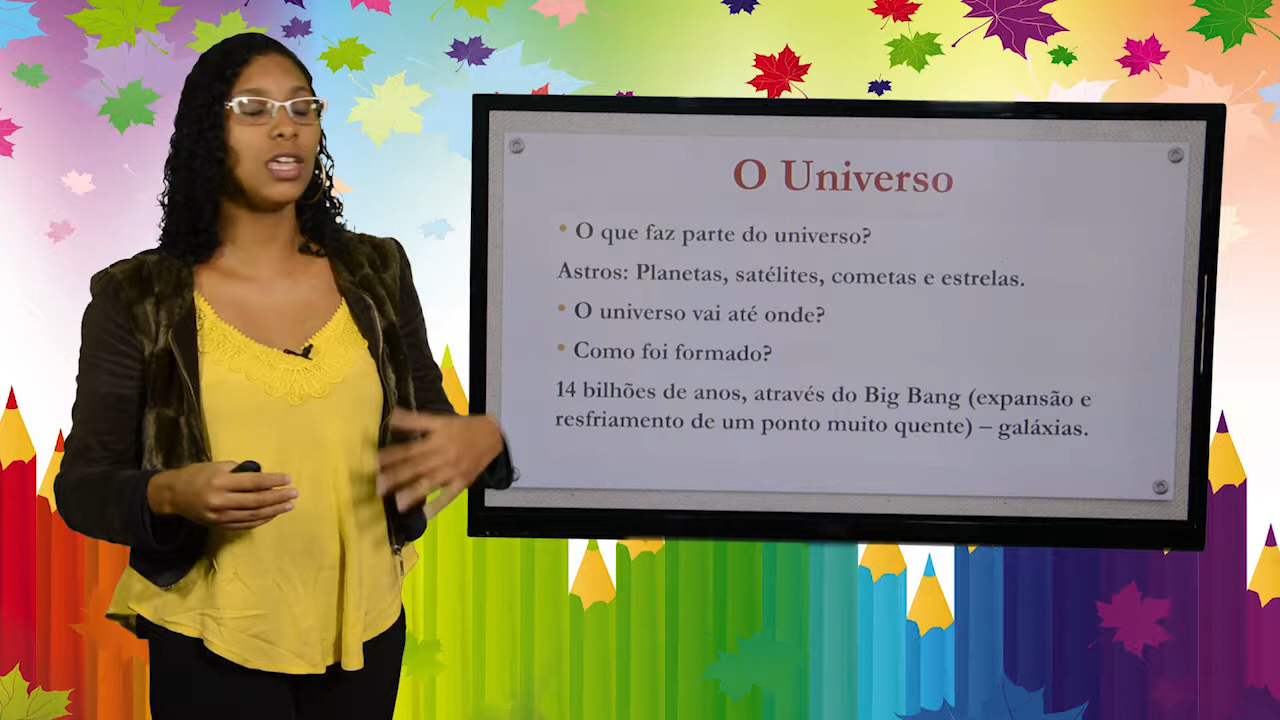 O Universo
• O que faz parte do universo?
Astros: Planetas, satélites, cometas e estrelas.
• O universo vai até onde?
• Como foi formado?
14 bilhões de anos, através do Big Bang (expansão e
resfriamento de um ponto muito quente) – galáxias.